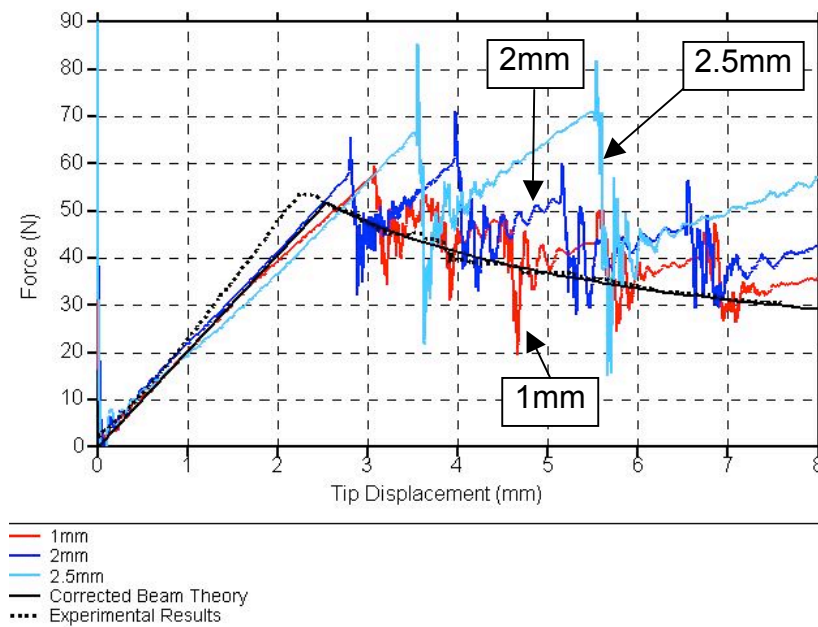 90
80
70
60
50
40
30
20
10
0
Force (N)
2mm
2.5mm
1mm
0 1 2 3 4 5 6 7 8
Tip Displacement (mm)
1mm
2mm
2.5mm
Corrected Beam Theory
Experimental Results